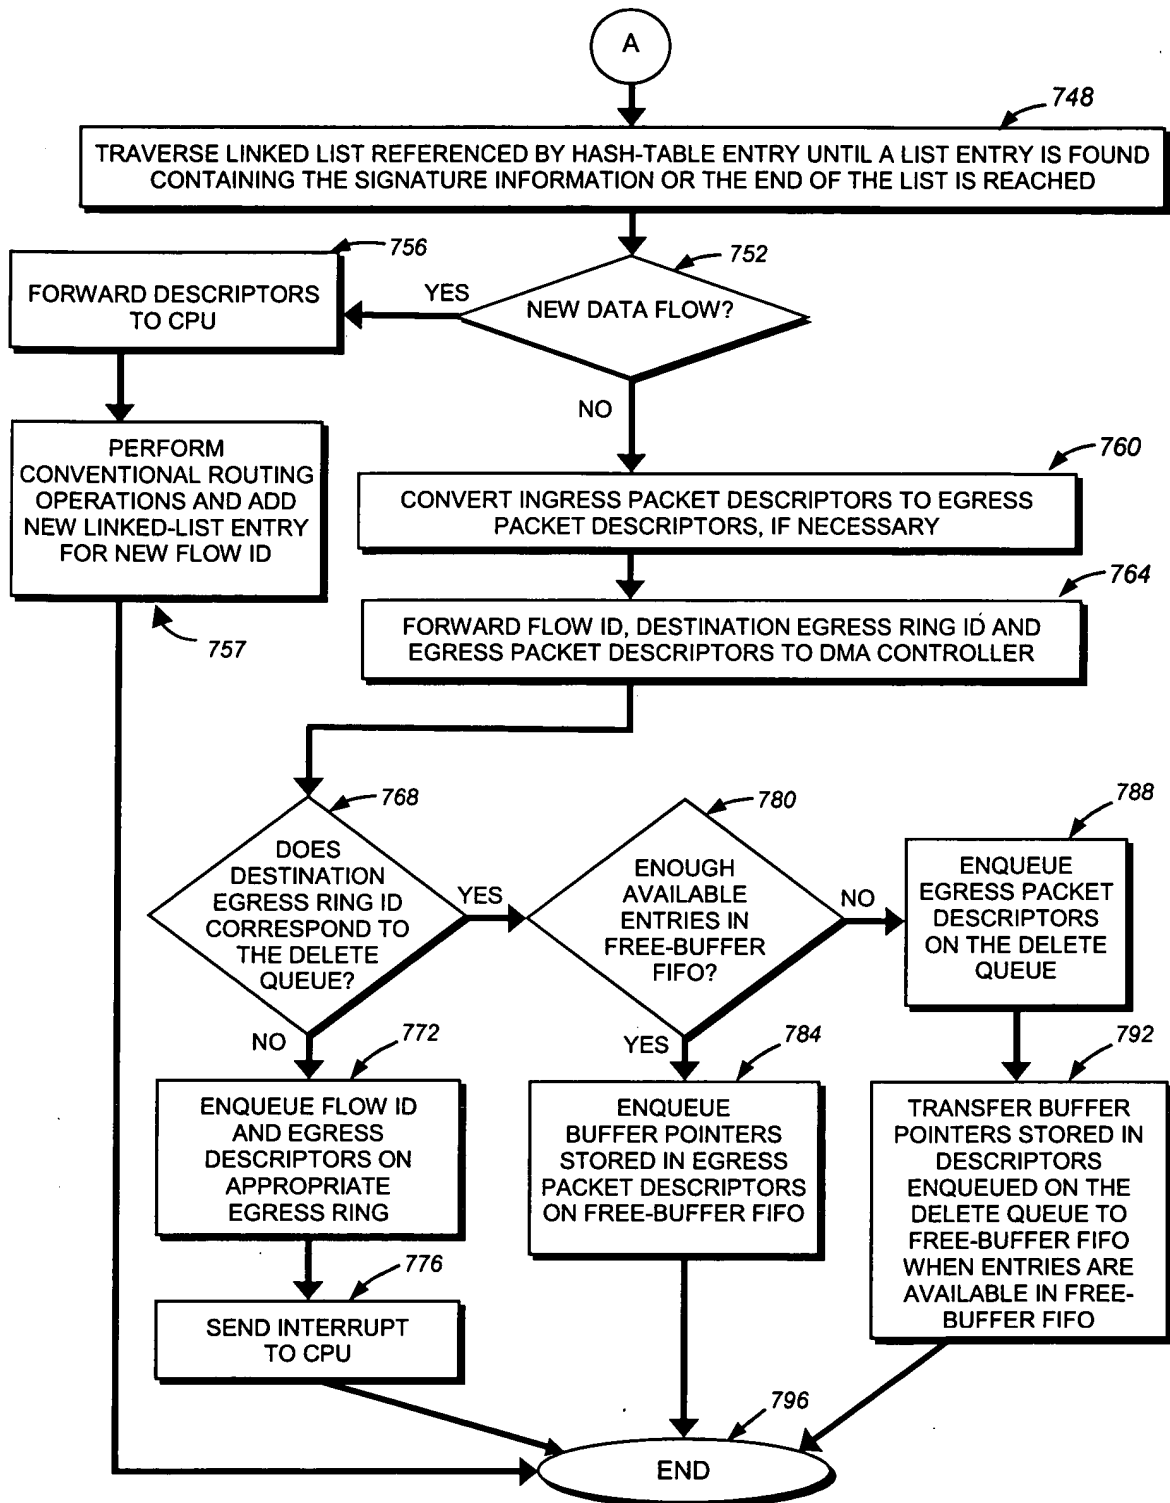 A
748
TRAVERSE LINKED LIST REFERENCED BY HASH-TABLE ENTRY UNTIL A LIST ENTRY IS FOUND
CONTAINING THE SIGNATURE INFORMATION OR THE END OF THE LIST IS REACHED
756
752
FORWARD DESCRIPTORS
TO CPU
YES
NEW DATA FLOW?
NO
PERFORM
CONVENTIONAL ROUTING
OPERATIONS AND ADD
NEW LINKED-LIST ENTRY
FOR NEW FLOW ID
757
760
CONVERT INGRESS PACKET DESCRIPTORS TO EGRESS
PACKET DESCRIPTORS, IF NECESSARY
764
FORWARD FLOW ID, DESTINATION EGRESS RING ID AND
EGRESS PACKET DESCRIPTORS TO DMA CONTROLLER
768
DOES
DESTINATION
EGRESS RING ID
CORRESPOND TO
THE DELETE
QUEUE?
YES
NO
780
ENOUGH
AVAILABLE
ENTRIES IN
FREE-BUFFER
FIFO?
NO
YES
788
ENQUEUE
EGRESS PACKET
DESCRIPTORS
ON THE DELETE
QUEUE
772
ENQUEUE FLOW ID
AND EGRESS
DESCRIPTORS ON
APPROPRIATE
EGRESS RING
784
ENQUEUE
BUFFER POINTERS
STORED IN EGRESS
PACKET DESCRIPTORS
ON FREE-BUFFER FIFO
792
TRANSFER BUFFER
POINTERS STORED IN
DESCRIPTORS
ENQUEUED ON THE
DELETE QUEUE TO
FREE-BUFFER FIFO
WHEN ENTRIES ARE
AVAILABLE IN FREE-
BUFFER FIFO
776
SEND INTERRUPT
TO CPU
796
END